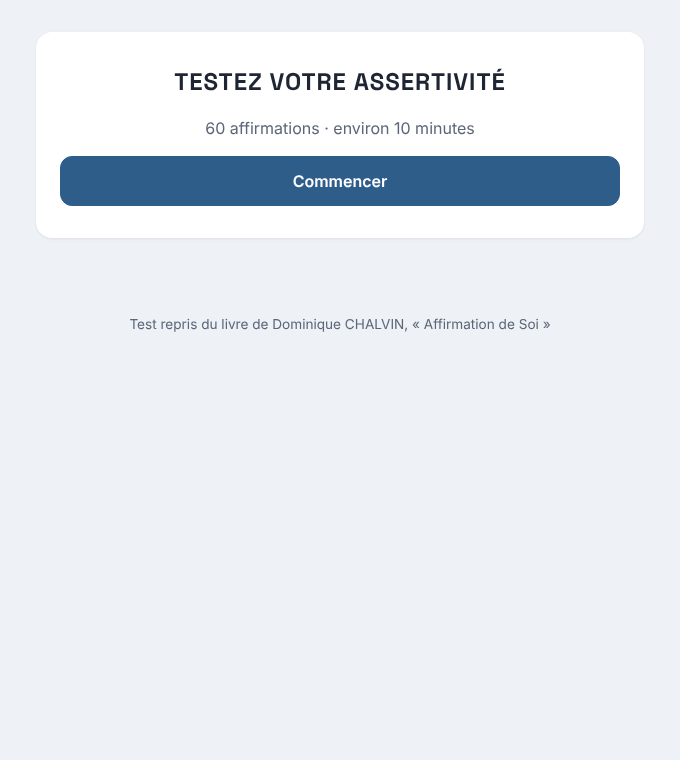 TESTEZ VOTRE ASSERTIVITÉ
60 affirmations · environ 10 minutes
Commencer
Test repris du livre de Dominique CHALVIN, « Affirmation de Soi »